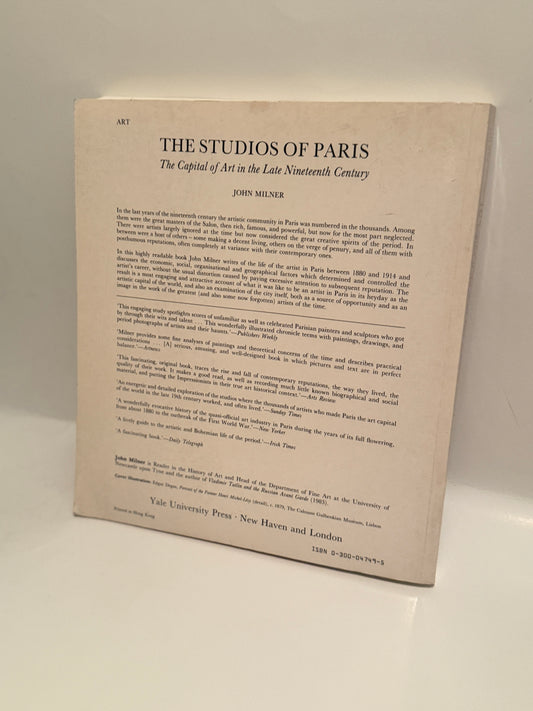 ART
THE STUDIOS OF PARIS
The Capital of Art in the Late Nineteenth Century
JOHN MILNER
In the last years of the nineteenth century the artistic community in Paris was numbered in the thousands. Among
them were the great masters of the Salon, then rich, famous, and powerful, but now for the most part neglected.
There were artists largely ignored at the time but now considered the great creative spirits of the period. In
between were a host of others – some making a decent living, others on the verge of penury, and all of them with
posthumous reputations, often completely at variance with their contemporary ones.
In this highly readable book John Milner writes of the life of the artist in Paris between 1880 and 1914 and
discusses the economic, social, organisational and geographical factors which determined and controlled the
artist's career, without the usual distortion caused by paying excessive attention to subsequent reputation. The
result is a most engaging and attractive account of what it was like to be an artist in Paris in its heyday as the
artistic capital of the world, and also an examination of the city itself, both as a source of opportunity and as an
image in the work of the greatest (and also some now forgotten) artists of the time.
'This engaging study spotlights scores of unfamiliar as well as celebrated Parisian painters and sculptors who got
by through their wits and talent . . . This wonderfully illustrated chronicle teems with paintings, drawings, and
period photographs of artists and their haunts.'—Publishers Weekly
'Milner provides some fine analyses of paintings and theoretical concerns of the time and describes practical
considerations . . . [A] serious, amusing, and well-designed book in which pictures and text are in perfect
balance.'—Artnews
'This fascinating, original book, traces the rise and fall of contemporary reputations, the way they lived, the
quality of their work. It makes a good read, as well as recording much little known biographical and social
material, and putting the Impressionists in their true art historical context.'—Arts Review
'An energetic and detailed exploration of the studios where the thousands of artists who made Paris the art capital
of the world in the late 19th century worked, and often lived.'—Sunday Times
'A wonderfully evocative history of the quasi-official art industry in Paris during the years of its full flowering,
from about 1880 to the outbreak of the First World War.'—New Yorker
'A lively guide to the artistic and Bohemian life of the period.'—Irish Times
'A fascinating book.'—Daily Telegraph
John Milner is Reader in the History of Art and Head of the Department of Fine Art at the University of
Newcastle upon Tyne and the author of Vladimir Tatlin and the Russian Avant Garde (1983).
Cover illustration: Edgar Degas, Portrait of the Painter Henri Michel-Lévy (detail), c. 1879, The Calouste Gulbenkian Museum, Lisbon
Yale University Press · New Haven and London
Printed in Hong Kong
ISBN 0-300-04749-5